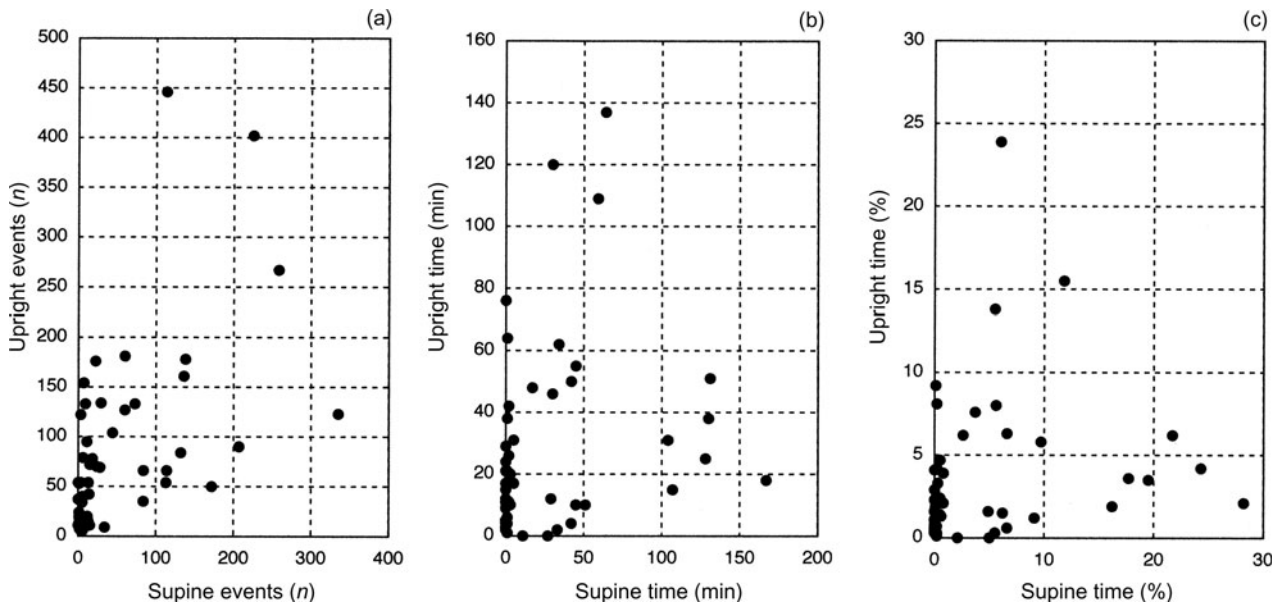 (a)
500
450
400
350
300
250
200
150
100
50
0
Upright events (n)
0 100 200 300 400
Supine events (n)
(b)
160
140
120
100
80
60
40
20
0
Upright time (min)
0 50 100 150 200
Supine time (min)
(c)
30
25
20
15
10
5
0
Upright time (%)
0 10 20 30
Supine time (%)